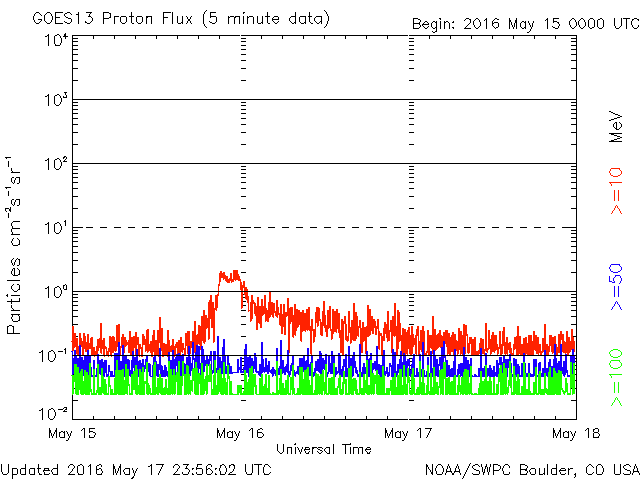 GOES13 Proton Flux (5 minute data)
Begin: 2016 May 15 0000 UTC
10⁴
10³
10²
10¹
10⁰
10⁻¹
10⁻²
Particles cm⁻²s⁻¹sr⁻¹
May 15
May 16
May 17
May 18
Universal Time
MeV
>=10
>=50
>=100
Updated 2016 May 17 23:56:02 UTC
NOAA/SWPC Boulder, CO USA